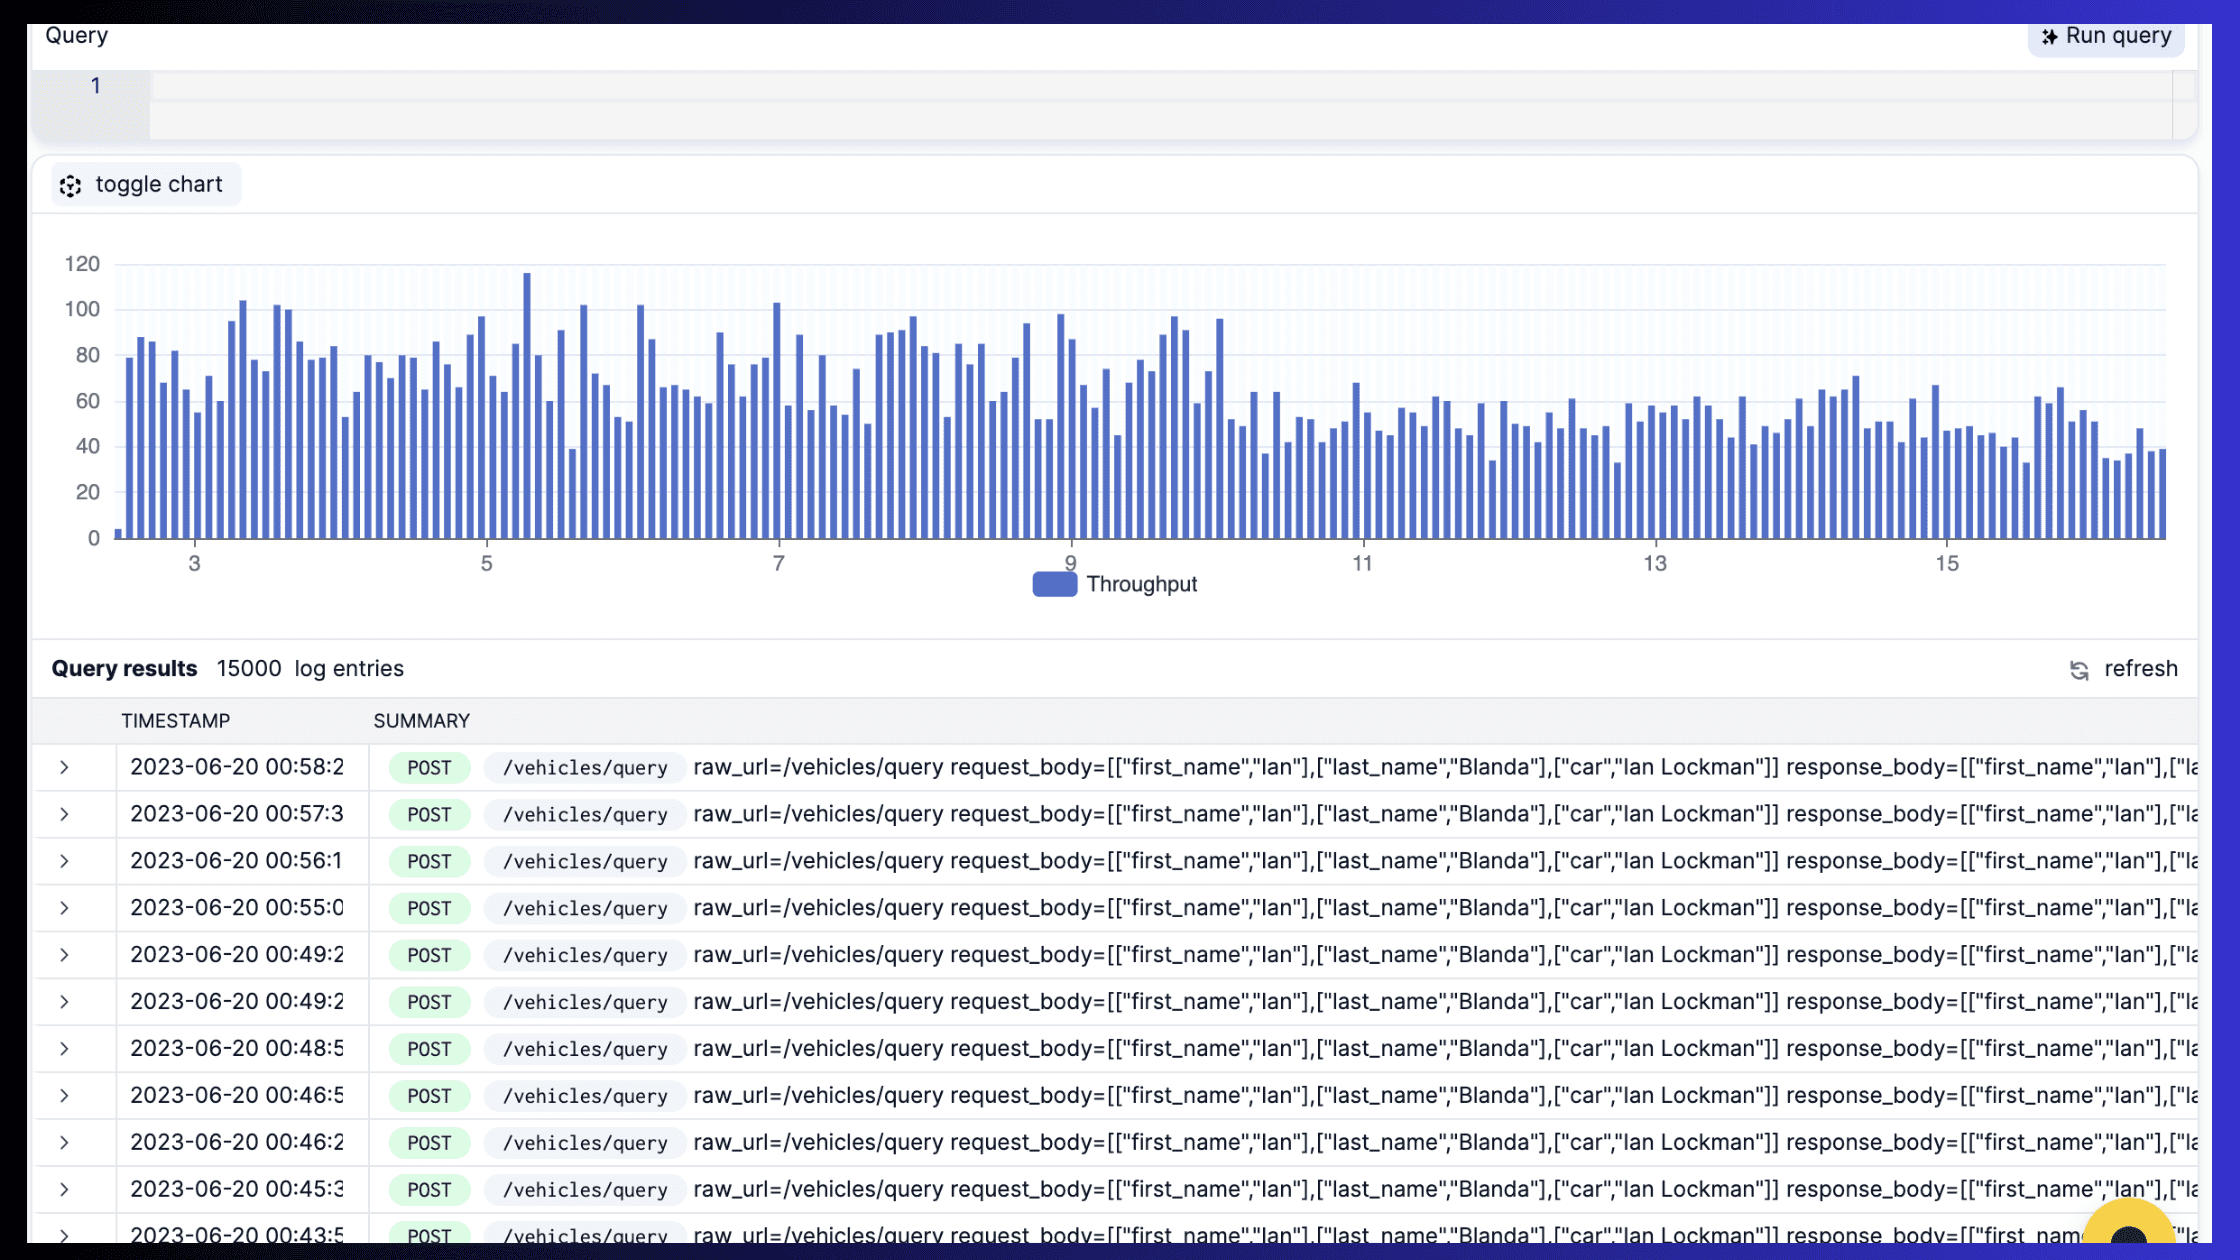 Query
Run query
1
toggle chart
120
100
80
60
40
20
0
3 5 7 9 11 13 15
Throughput
Query results 15000 log entries
refresh
TIMESTAMP SUMMARY
2023-06-20 00:58:2 POST /vehicles/query raw_url=/vehicles/query request_body=[["first_name","Ian"],["last_name","Blanda"],["car","Ian Lockman"]] response_body=[["first_name","Ian"],["la
2023-06-20 00:57:3 POST /vehicles/query raw_url=/vehicles/query request_body=[["first_name","Ian"],["last_name","Blanda"],["car","Ian Lockman"]] response_body=[["first_name","Ian"],["la
2023-06-20 00:56:1 POST /vehicles/query raw_url=/vehicles/query request_body=[["first_name","Ian"],["last_name","Blanda"],["car","Ian Lockman"]] response_body=[["first_name","Ian"],["la
2023-06-20 00:55:0 POST /vehicles/query raw_url=/vehicles/query request_body=[["first_name","Ian"],["last_name","Blanda"],["car","Ian Lockman"]] response_body=[["first_name","Ian"],["la
2023-06-20 00:49:2 POST /vehicles/query raw_url=/vehicles/query request_body=[["first_name","Ian"],["last_name","Blanda"],["car","Ian Lockman"]] response_body=[["first_name","Ian"],["la
2023-06-20 00:49:2 POST /vehicles/query raw_url=/vehicles/query request_body=[["first_name","Ian"],["last_name","Blanda"],["car","Ian Lockman"]] response_body=[["first_name","Ian"],["la
2023-06-20 00:48:5 POST /vehicles/query raw_url=/vehicles/query request_body=[["first_name","Ian"],["last_name","Blanda"],["car","Ian Lockman"]] response_body=[["first_name","Ian"],["la
2023-06-20 00:46:5 POST /vehicles/query raw_url=/vehicles/query request_body=[["first_name","Ian"],["last_name","Blanda"],["car","Ian Lockman"]] response_body=[["first_name","Ian"],["la
2023-06-20 00:46:2 POST /vehicles/query raw_url=/vehicles/query request_body=[["first_name","Ian"],["last_name","Blanda"],["car","Ian Lockman"]] response_body=[["first_name","Ian"],["la
2023-06-20 00:45:3 POST /vehicles/query raw_url=/vehicles/query request_body=[["first_name","Ian"],["last_name","Blanda"],["car","Ian Lockman"]] response_body=[["first_name","Ian"],["la
2023-06-20 00:43:5 POST /vehicles/query raw_url=/vehicles/query request_body=[["first_name","Ian"],["last_name","Blanda"],["car","Ian Lockman"]] response_body=[["first_nam